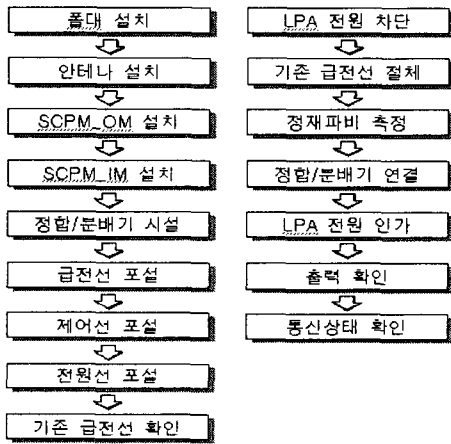 폴대 설치
안테나 설치
SCPM_OM 설치
SCPM_IM 설치
정합/분배기 시설
급전선 포설
제어선 포설
전원선 포설
기존 급전선 확인
LPA 전원 차단
기존 급전선 절체
정재파비 측정
정합/분배기 연결
LPA 전원 인가
출력 확인
통신상태 확인